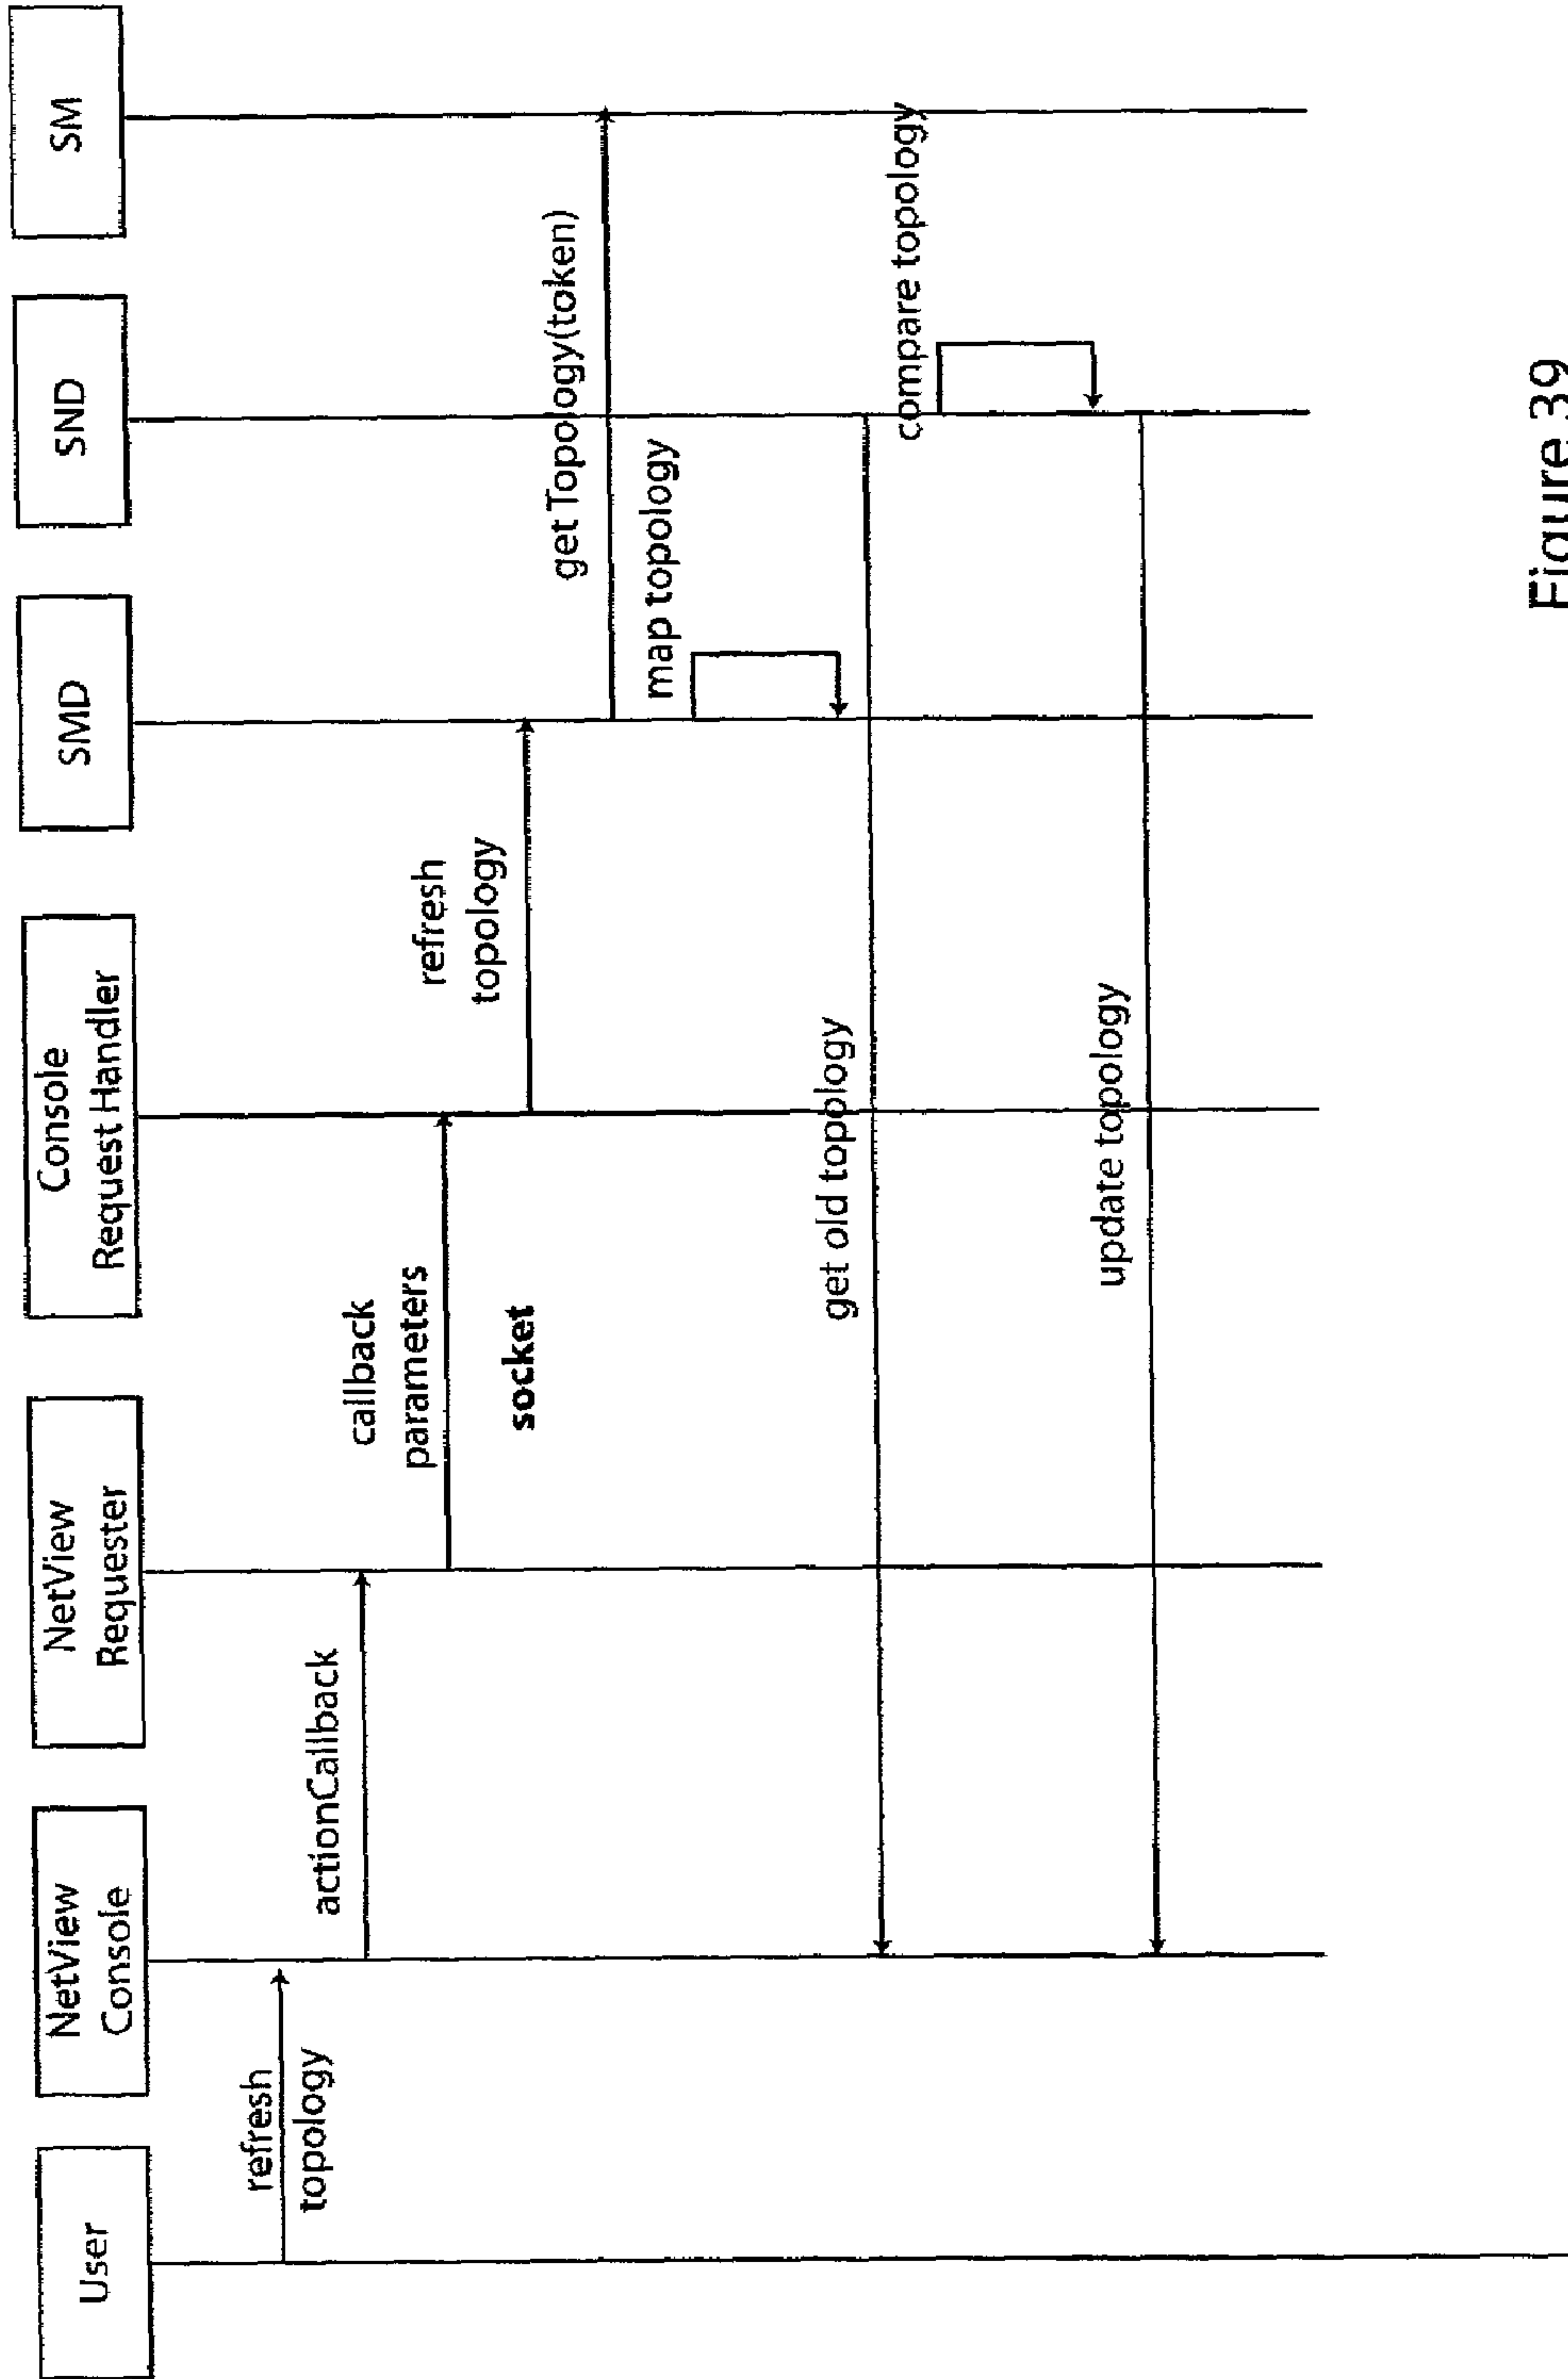 User
NetView
Console
NetView
Requester
Console
Request Handler
SMD
SND
SM
refresh
topology
actionCallback
callback
parameters
socket
refresh
topology
get Topology(token)
map topology
get old topology
compare topology
update topology
Figure 39